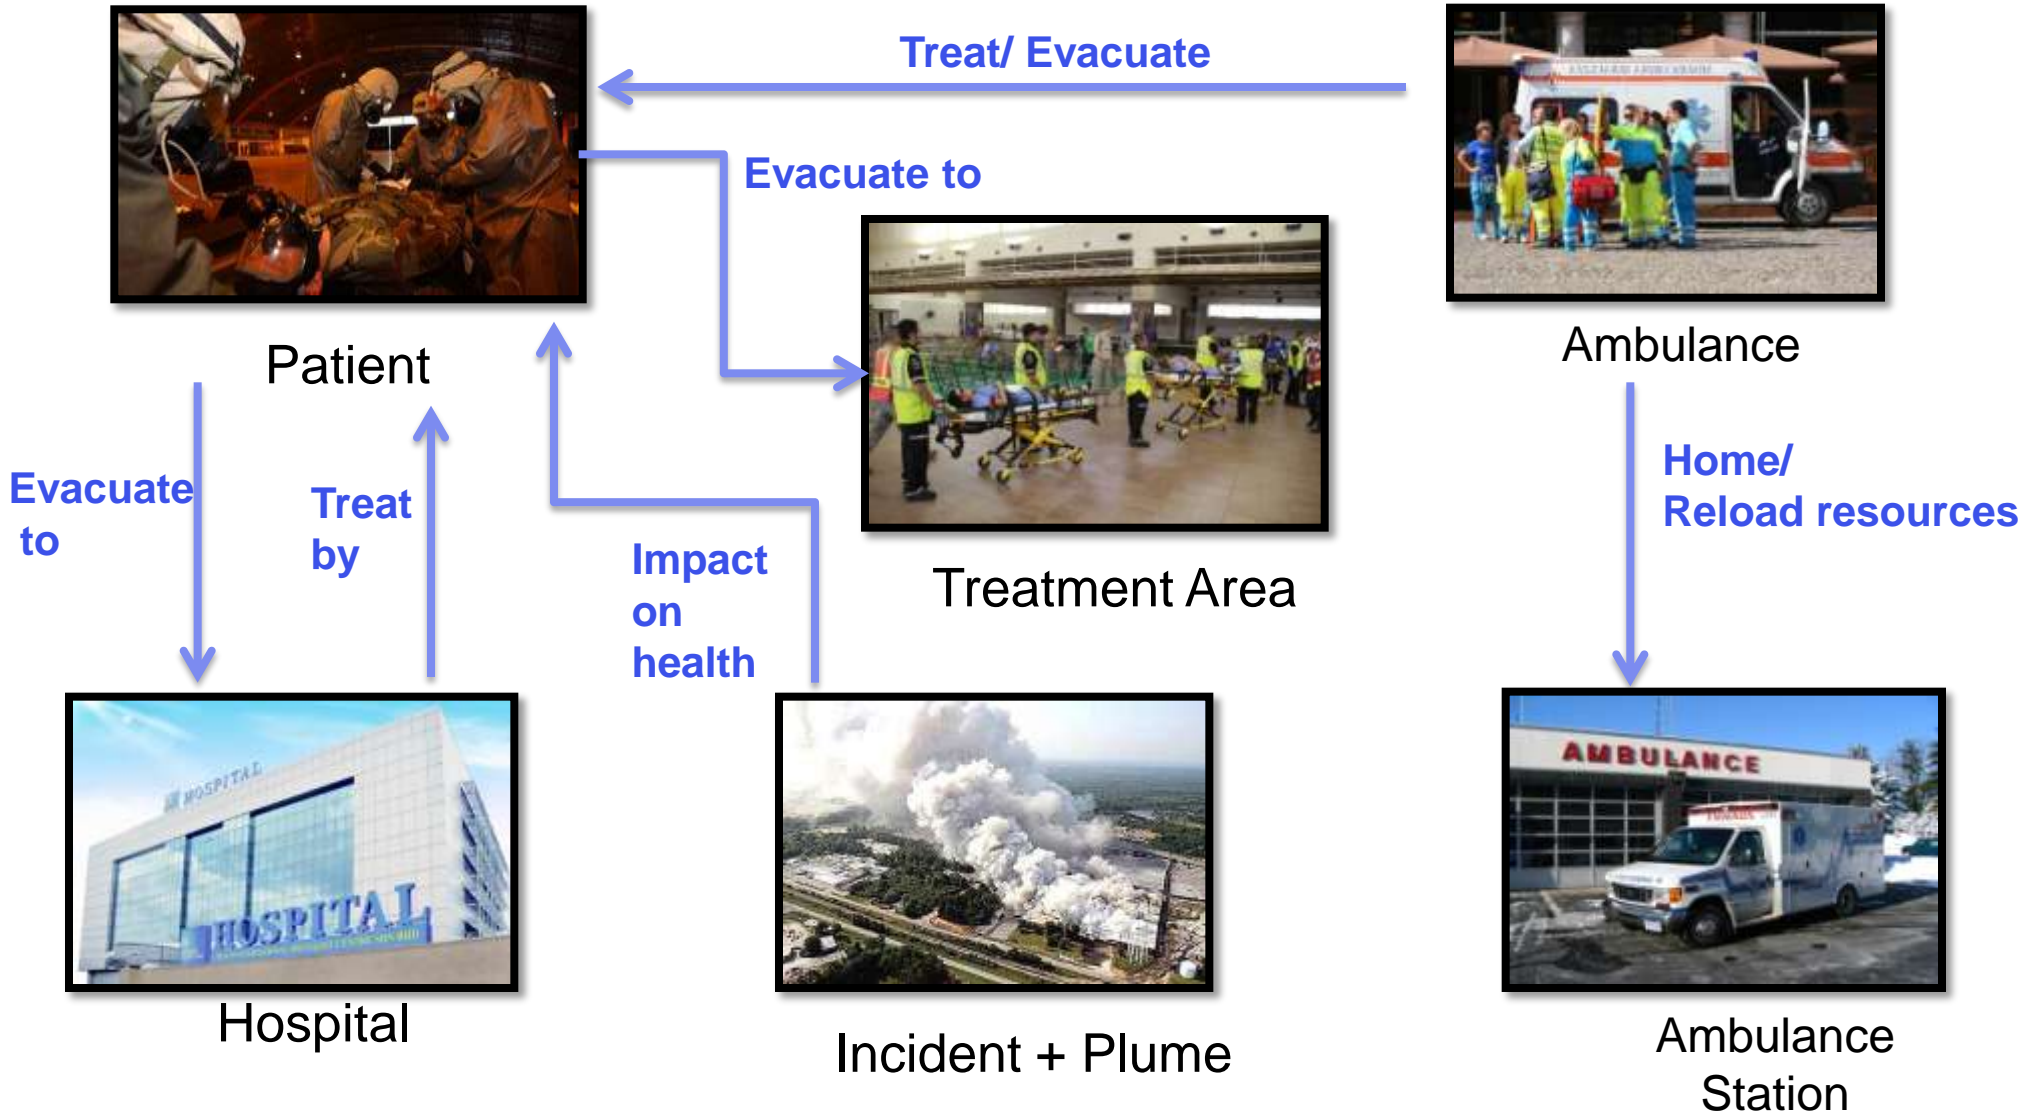 Treat/ Evacuate
Evacuate to
Patient
Ambulance
Evacuate
to
Treat
by
Home/
Reload resources
Impact
on
health
Treatment Area
HOSPITAL
HOSPITAL
AMBULANCE
Hospital
Incident + Plume
Ambulance
Station